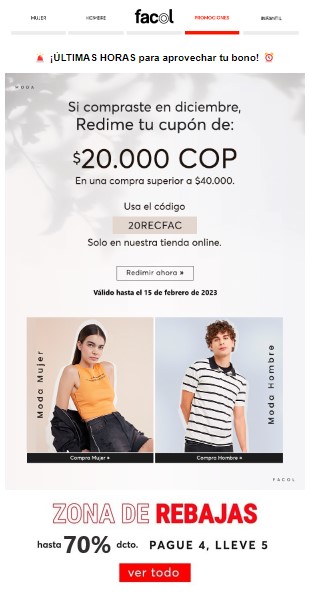 MUJER HOMBRE facol PROMOCIONES INFANTIL
¡ÚLTIMAS HORAS para aprovechar tu bono!
MODA
Si compraste en diciembre,
Redime tu cupón de:
$20.000 COP
En una compra superior a $40.000.
Usa el código
20RECFAC
Solo en nuestra tienda online.
Redimir ahora »
Válido hasta el 15 de febrero de 2023
Moda Mujer
Moda Hombre
Compra Mujer »
Compra Hombre »
FACOL
ZONA DE REBAJAS
hasta 70% dcto. PAGUE 4, LLEVE 5
ver todo